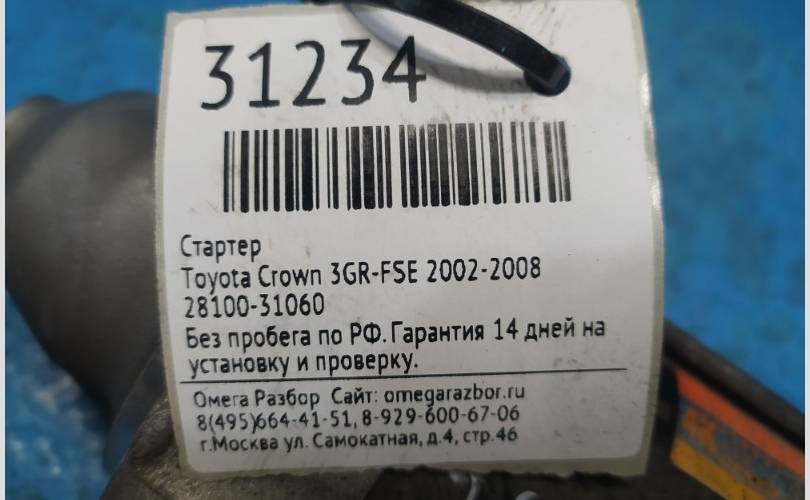 31234
Стартер
Toyota Crown 3GR-FSE 2002-2008
28100-31060
Без пробега по РФ. Гарантия 14 дней на
установку и проверку.
Омега Разбор Сайт: omegarazbor.ru
8(495)664-41-51, 8-929-600-67-06
г.Москва ул. Самокатная, д.4, стр.46